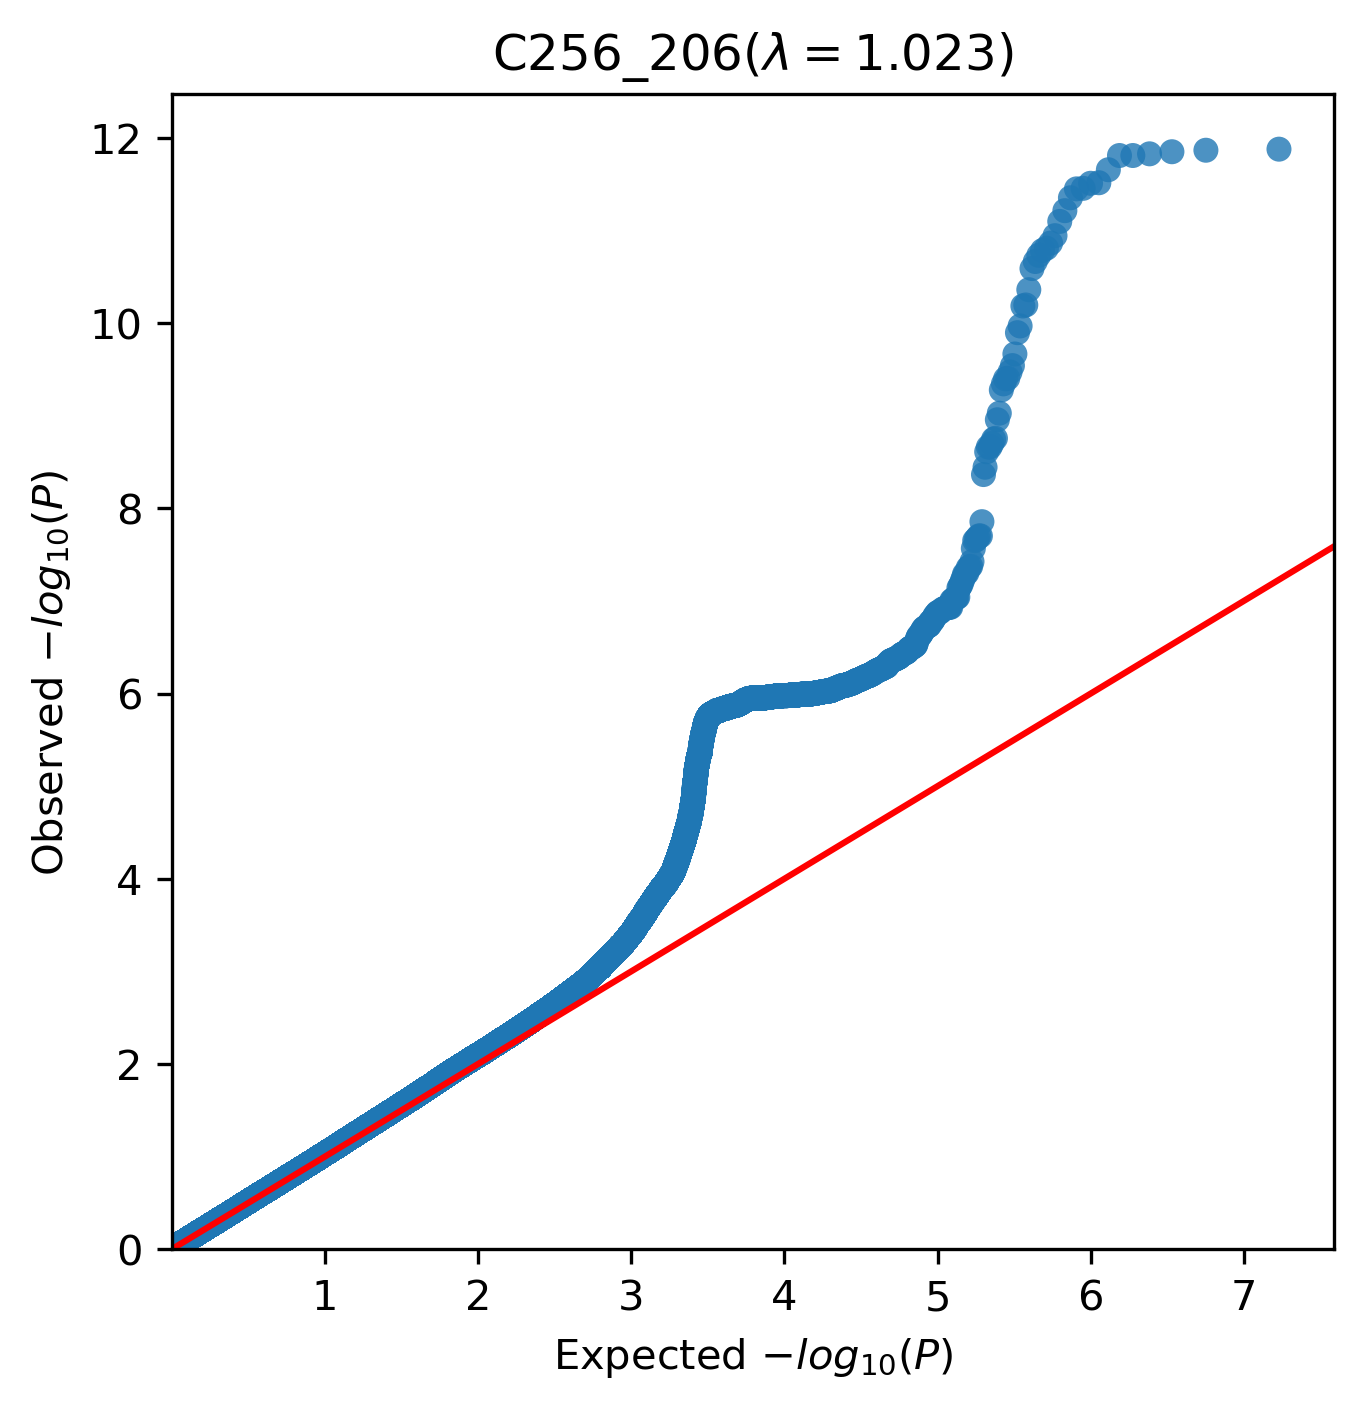 C256_206(λ = 1.023)
12
10
8
6
4
2
0
Observed −log₁₀(P)
1 2 3 4 5 6 7
Expected −log₁₀(P)